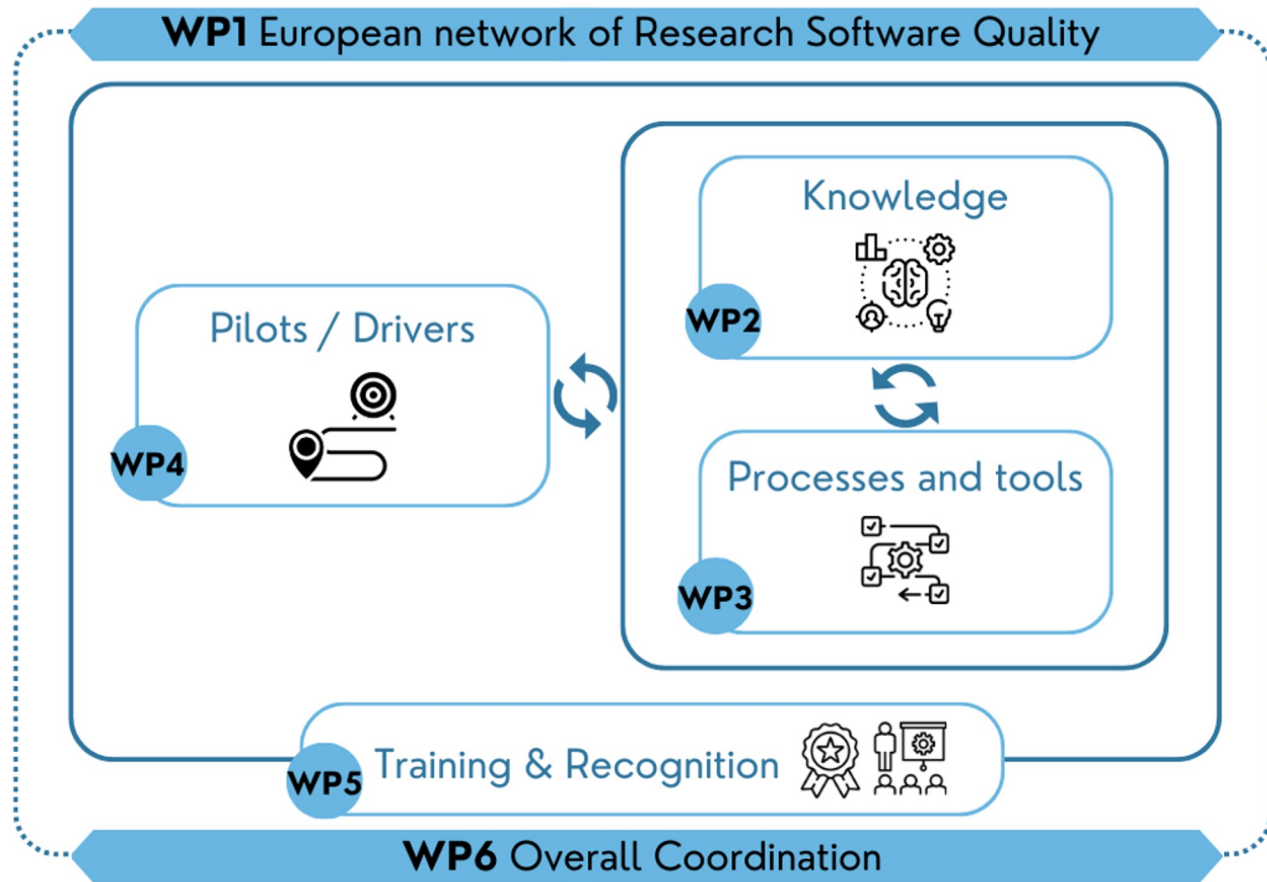 WP1 European network of Research Software Quality
Knowledge
WP2
Pilots / Drivers
WP4
Processes and tools
WP3
Training & Recognition
WP5
WP6 Overall Coordination